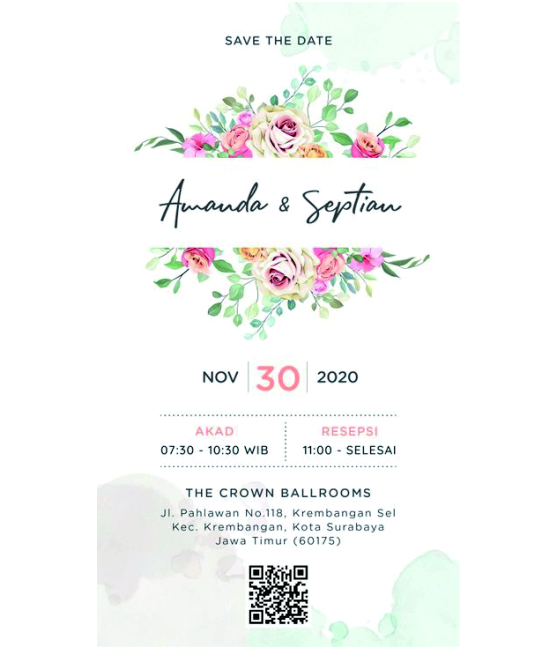 SAVE THE DATE
Amanda & Septian
NOV 30 2020
AKAD RESEPSI
07:30 - 10:30 WIB 11:00 - SELESAI
THE CROWN BALLROOMS
Jl. Pahlawan No.118, Krembangan Sel
Kec. Krembangan, Kota Surabaya
Jawa Timur (60175)